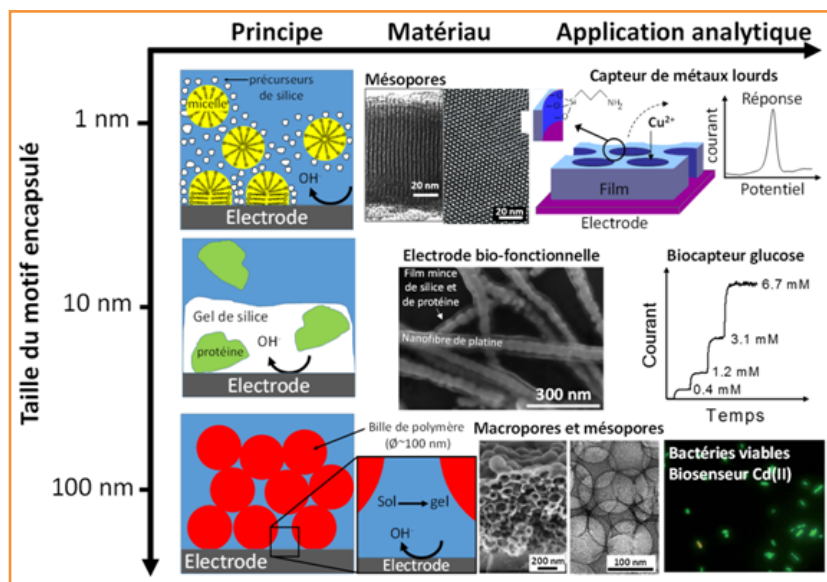 Principe
Matériau
Application analytique
Taille du motif encapsulé
1 nm
10 nm
100 nm
précurseurs
de silice
micelle
OH⁻
Electrode
Mésopores
20 nm
20 nm
Capteur de métaux lourds
Si
NH₂
Cu²⁺
Film
Electrode
Réponse
courant
Potentiel
Gel de silice
protéine
OH⁻
Electrode
Electrode bio-fonctionnelle
Film mince
de silice et
de protéine
Nanofibre de platine
300 nm
Biocapteur glucose
Courant
6.7 mM
3.1 mM
1.2 mM
0.4 mM
Temps
Bille de polymère
(Ø~100 nm)
Electrode
Sol
gel
OH⁻
Macropores et mésopores
200 nm
100 nm
Bactéries viables
Biosenseur Cd(II)